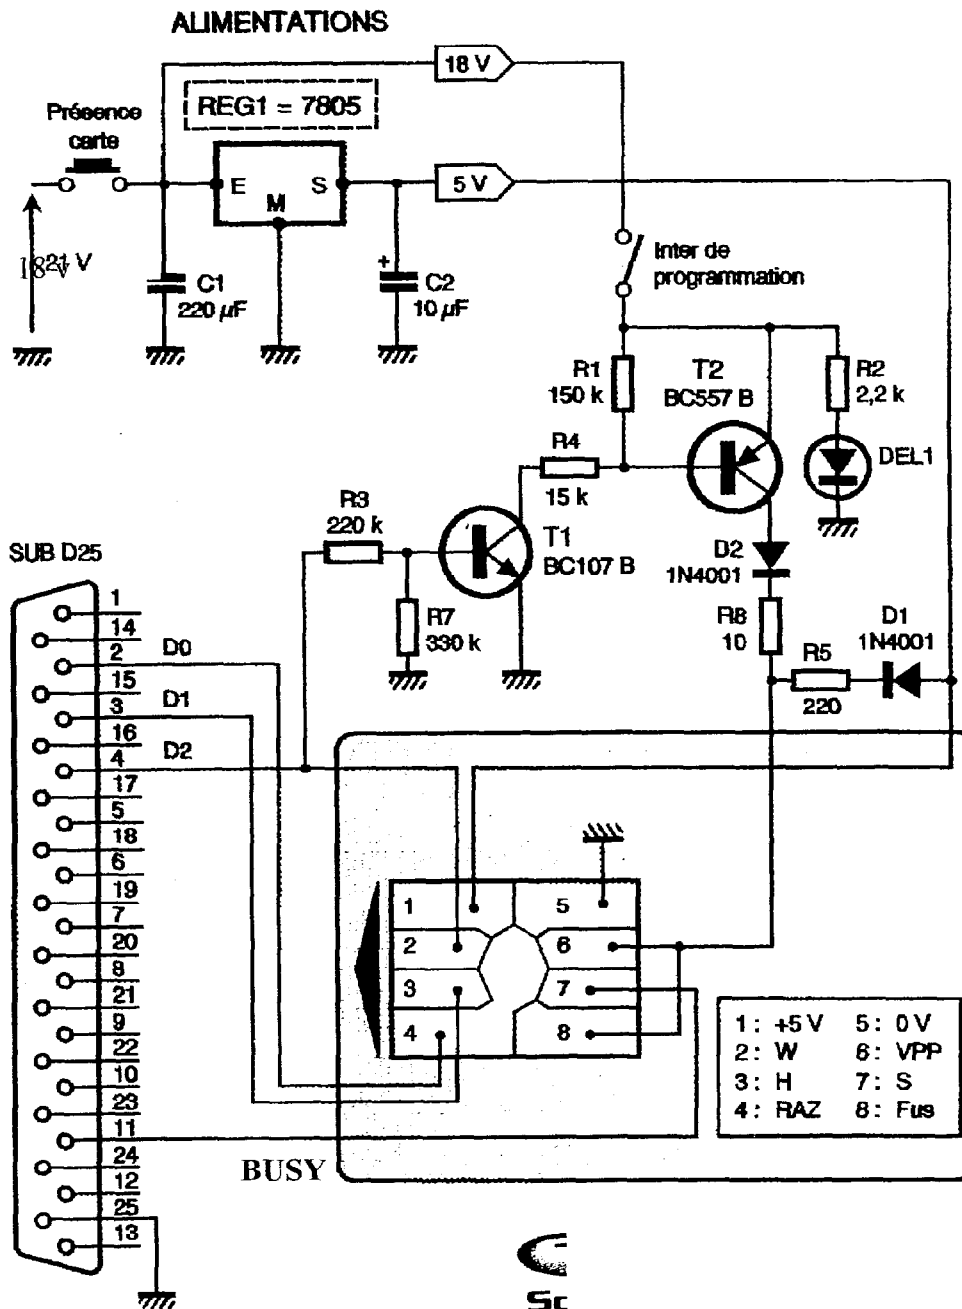 ALIMENTATIONS
18 V
REG1 = 7805
Présence
carte
E
S
M
5 V
Inter de
programmation
+
C1
220 µF
C2
10 µF
R1
150 k
T2
BC557 B
R2
2,2 k
R4
15 k
DEL1
R3
220 k
T1
BC107 B
D2
1N4001
R7
330 k
R8
10
D1
1N4001
R5
220
SUB D25
1
14
2
D0
15
3
D1
16
4
D2
17
5
18
6
19
7
20
8
21
9
22
10
23
11
24
12
25
13
BUSY
1
2
3
4
5
6
7
8
1: +5 V 5: 0 V
2: W 6: VPP
3: H 7: S
4: RAZ 8: Fus